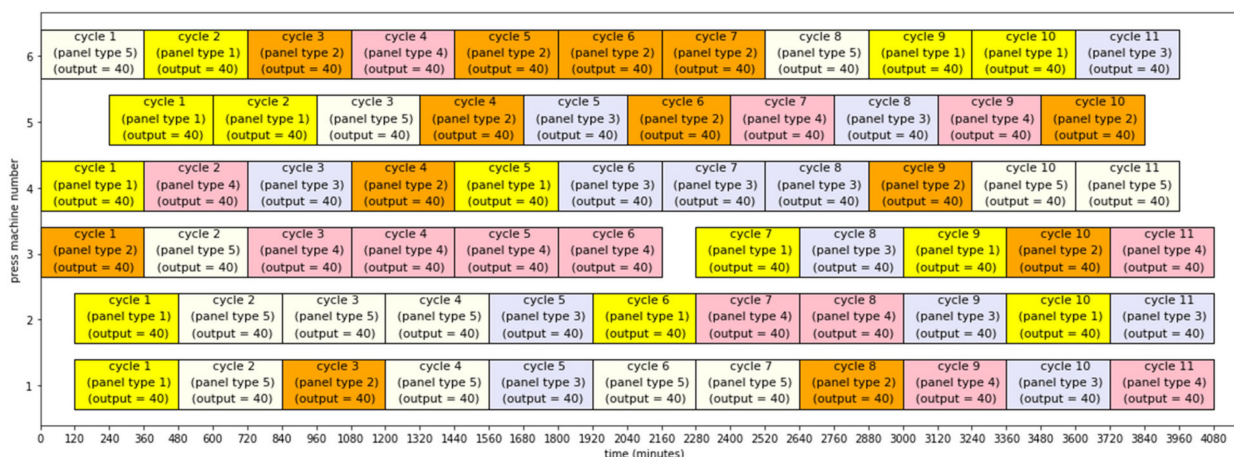 cycle 1 cycle 2 cycle 3 cycle 4 cycle 5 cycle 6 cycle 7 cycle 8 cycle 9 cycle 10 cycle 11
(panel type 5) (panel type 1) (panel type 2) (panel type 4) (panel type 2) (panel type 2) (panel type 2) (panel type 5) (panel type 1) (panel type 1) (panel type 3)
6
(output = 40) (output = 40) (output = 40) (output = 40) (output = 40) (output = 40) (output = 40) (output = 40) (output = 40) (output = 40) (output = 40)
cycle 1 cycle 2 cycle 3 cycle 4 cycle 5 cycle 6 cycle 7 cycle 8 cycle 9 cycle 10
(panel type 1) (panel type 1) (panel type 5) (panel type 2) (panel type 3) (panel type 2) (panel type 4) (panel type 3) (panel type 4) (panel type 2)
5
(output = 40) (output = 40) (output = 40) (output = 40) (output = 40) (output = 40) (output = 40) (output = 40) (output = 40) (output = 40)
cycle 1 cycle 2 cycle 3 cycle 4 cycle 5 cycle 6 cycle 7 cycle 8 cycle 9 cycle 10 cycle 11
(panel type 1) (panel type 4) (panel type 3) (panel type 2) (panel type 1) (panel type 3) (panel type 3) (panel type 3) (panel type 2) (panel type 5) (panel type 5)
4
(output = 40) (output = 40) (output = 40) (output = 40) (output = 40) (output = 40) (output = 40) (output = 40) (output = 40) (output = 40) (output = 40)
press machine number
cycle 1 cycle 2 cycle 3 cycle 4 cycle 5 cycle 6 cycle 7 cycle 8 cycle 9 cycle 10 cycle 11
(panel type 2) (panel type 5) (panel type 4) (panel type 4) (panel type 4) (panel type 4) (panel type 1) (panel type 3) (panel type 1) (panel type 2) (panel type 4)
3
(output = 40) (output = 40) (output = 40) (output = 40) (output = 40) (output = 40) (output = 40) (output = 40) (output = 40) (output = 40) (output = 40)
cycle 1 cycle 2 cycle 3 cycle 4 cycle 5 cycle 6 cycle 7 cycle 8 cycle 9 cycle 10 cycle 11
(panel type 1) (panel type 5) (panel type 5) (panel type 5) (panel type 3) (panel type 1) (panel type 4) (panel type 4) (panel type 3) (panel type 1) (panel type 3)
2
(output = 40) (output = 40) (output = 40) (output = 40) (output = 40) (output = 40) (output = 40) (output = 40) (output = 40) (output = 40) (output = 40)
cycle 1 cycle 2 cycle 3 cycle 4 cycle 5 cycle 6 cycle 7 cycle 8 cycle 9 cycle 10 cycle 11
(panel type 1) (panel type 5) (panel type 2) (panel type 5) (panel type 3) (panel type 5) (panel type 5) (panel type 2) (panel type 4) (panel type 3) (panel type 4)
1
(output = 40) (output = 40) (output = 40) (output = 40) (output = 40) (output = 40) (output = 40) (output = 40) (output = 40) (output = 40) (output = 40)
0 120 240 360 480 600 720 840 960 1080 1200 1320 1440 1560 1680 1800 1920 2040 2160 2280 2400 2520 2640 2760 2880 3000 3120 3240 3360 3480 3600 3720 3840 3960 4080
time (minutes)